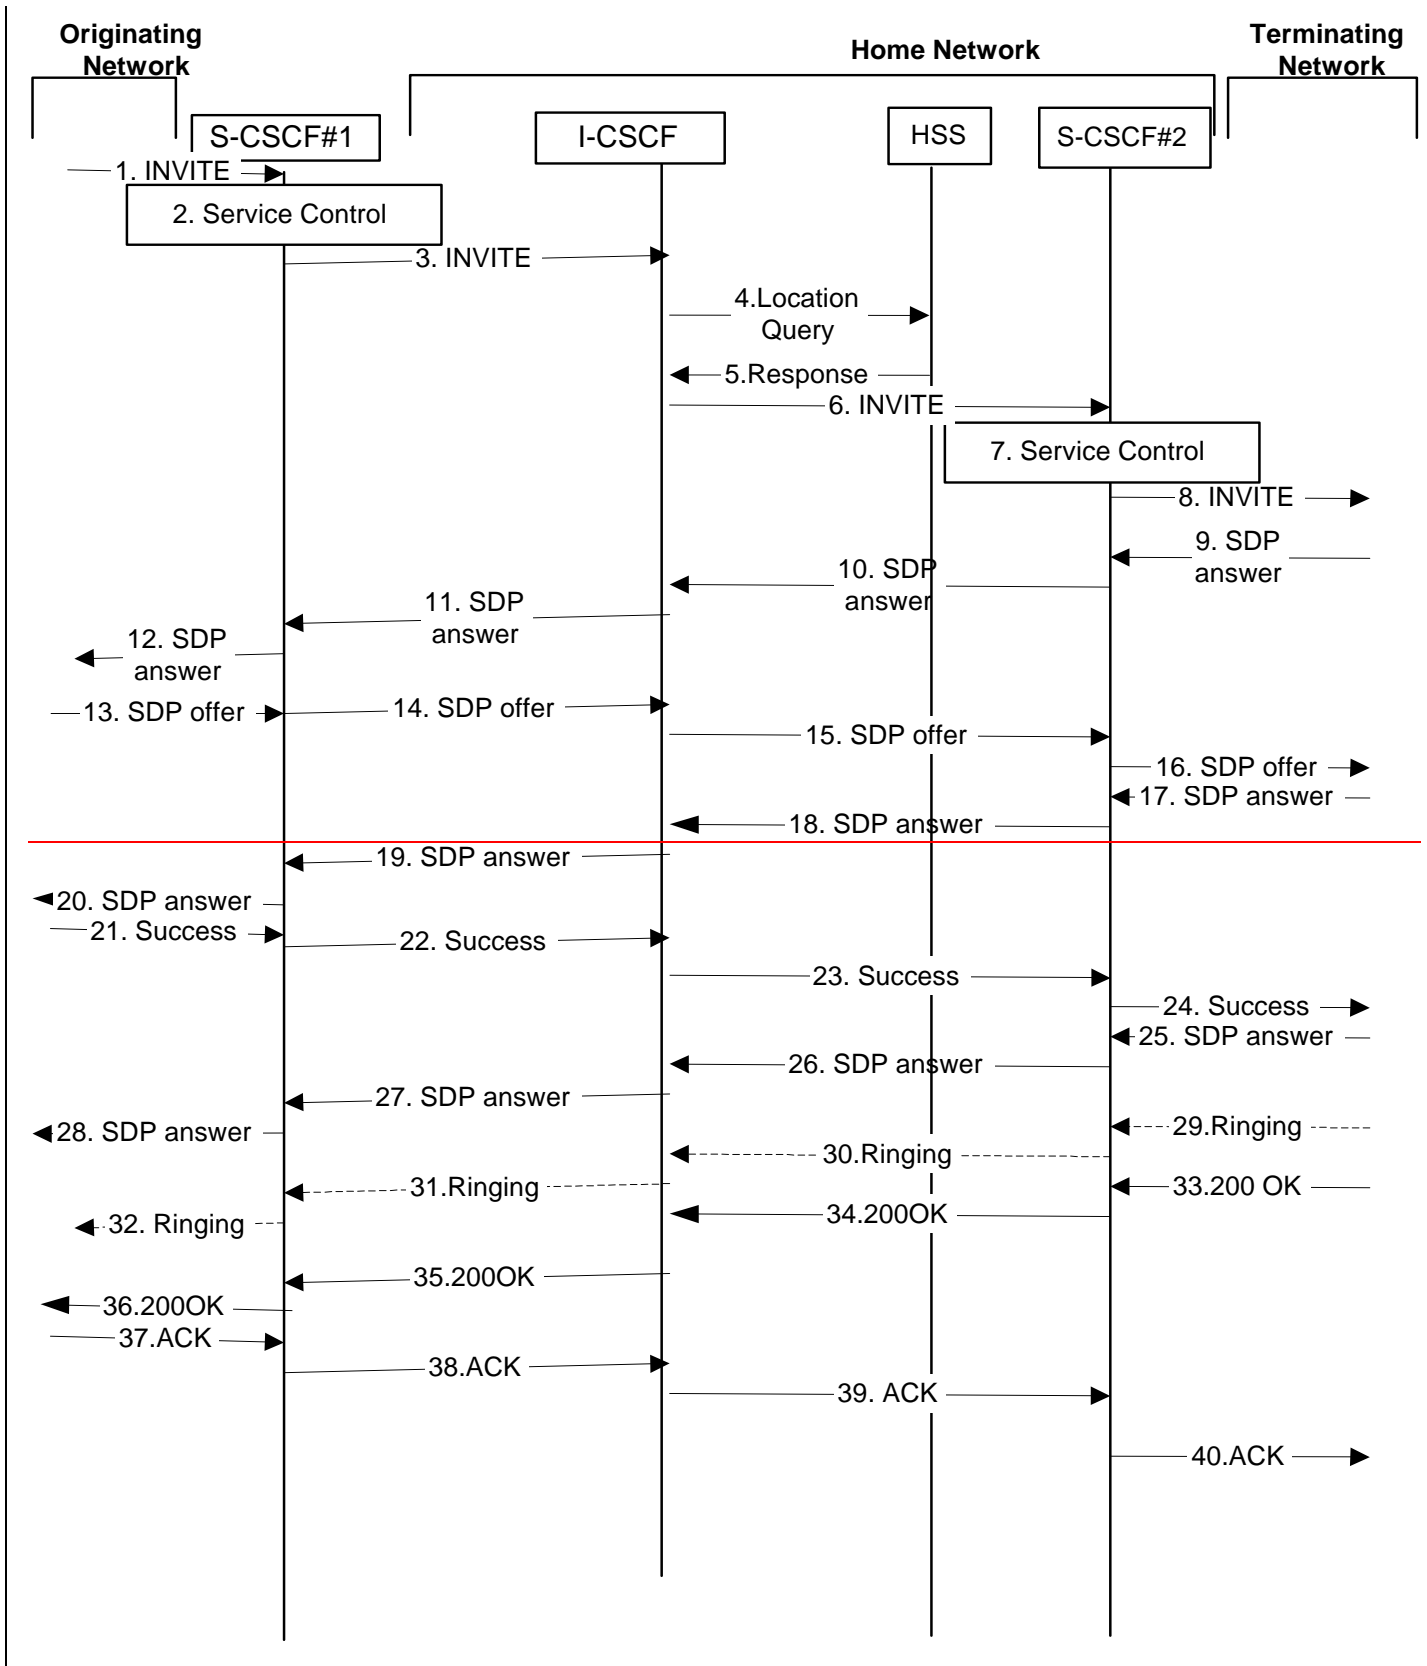 Originating
Network
Home Network
Terminating
Network
S-CSCF#1
I-CSCF
HSS
S-CSCF#2
1. INVITE
2. Service Control
3. INVITE
4.Location
Query
5.Response
6. INVITE
7. Service Control
8. INVITE
9. SDP
answer
10. SDP
answer
11. SDP
answer
12. SDP
answer
13. SDP offer
14. SDP offer
15. SDP offer
16. SDP offer
17. SDP answer
18. SDP answer
19. SDP answer
20. SDP answer
21. Success
22. Success
23. Success
24. Success
25. SDP answer
26. SDP answer
27. SDP answer
28. SDP answer
29.Ringing
30.Ringing
31.Ringing
32. Ringing
33.200 OK
34.200OK
35.200OK
36.200OK
37.ACK
38.ACK
39. ACK
40.ACK